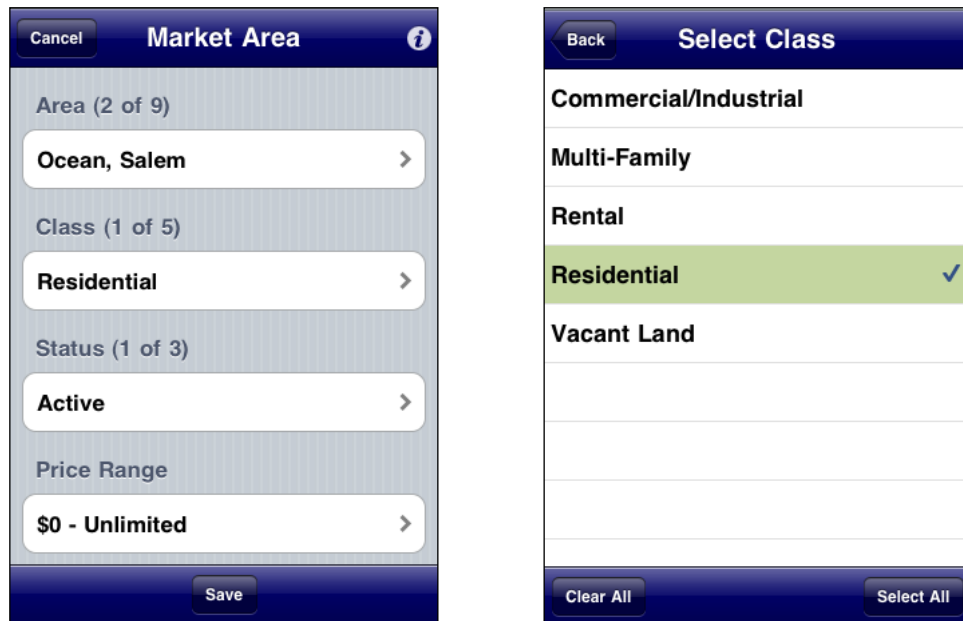 Cancel Market Area
Area (2 of 9)
Ocean, Salem
Class (1 of 5)
Residential
Status (1 of 3)
Active
Price Range
$0 - Unlimited
Save
Back Select Class
Commercial/Industrial
Multi-Family
Rental
Residential
Vacant Land
Clear All Select All